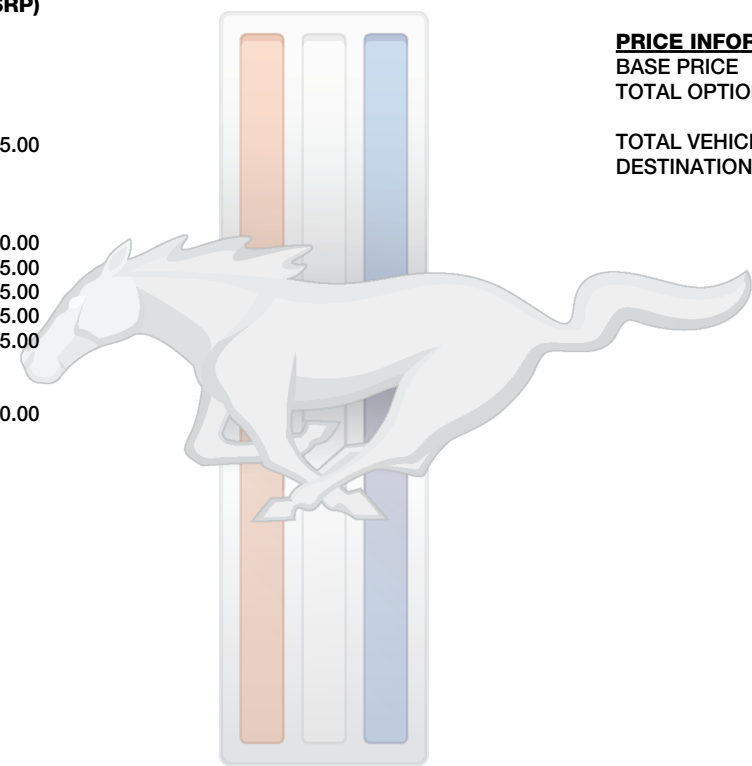 SRP)
PRICE INFOR
BASE PRICE
TOTAL OPTIO
5.00
TOTAL VEHIC
DESTINATION
0.00
5.00
5.00
5.00
5.00
0.00